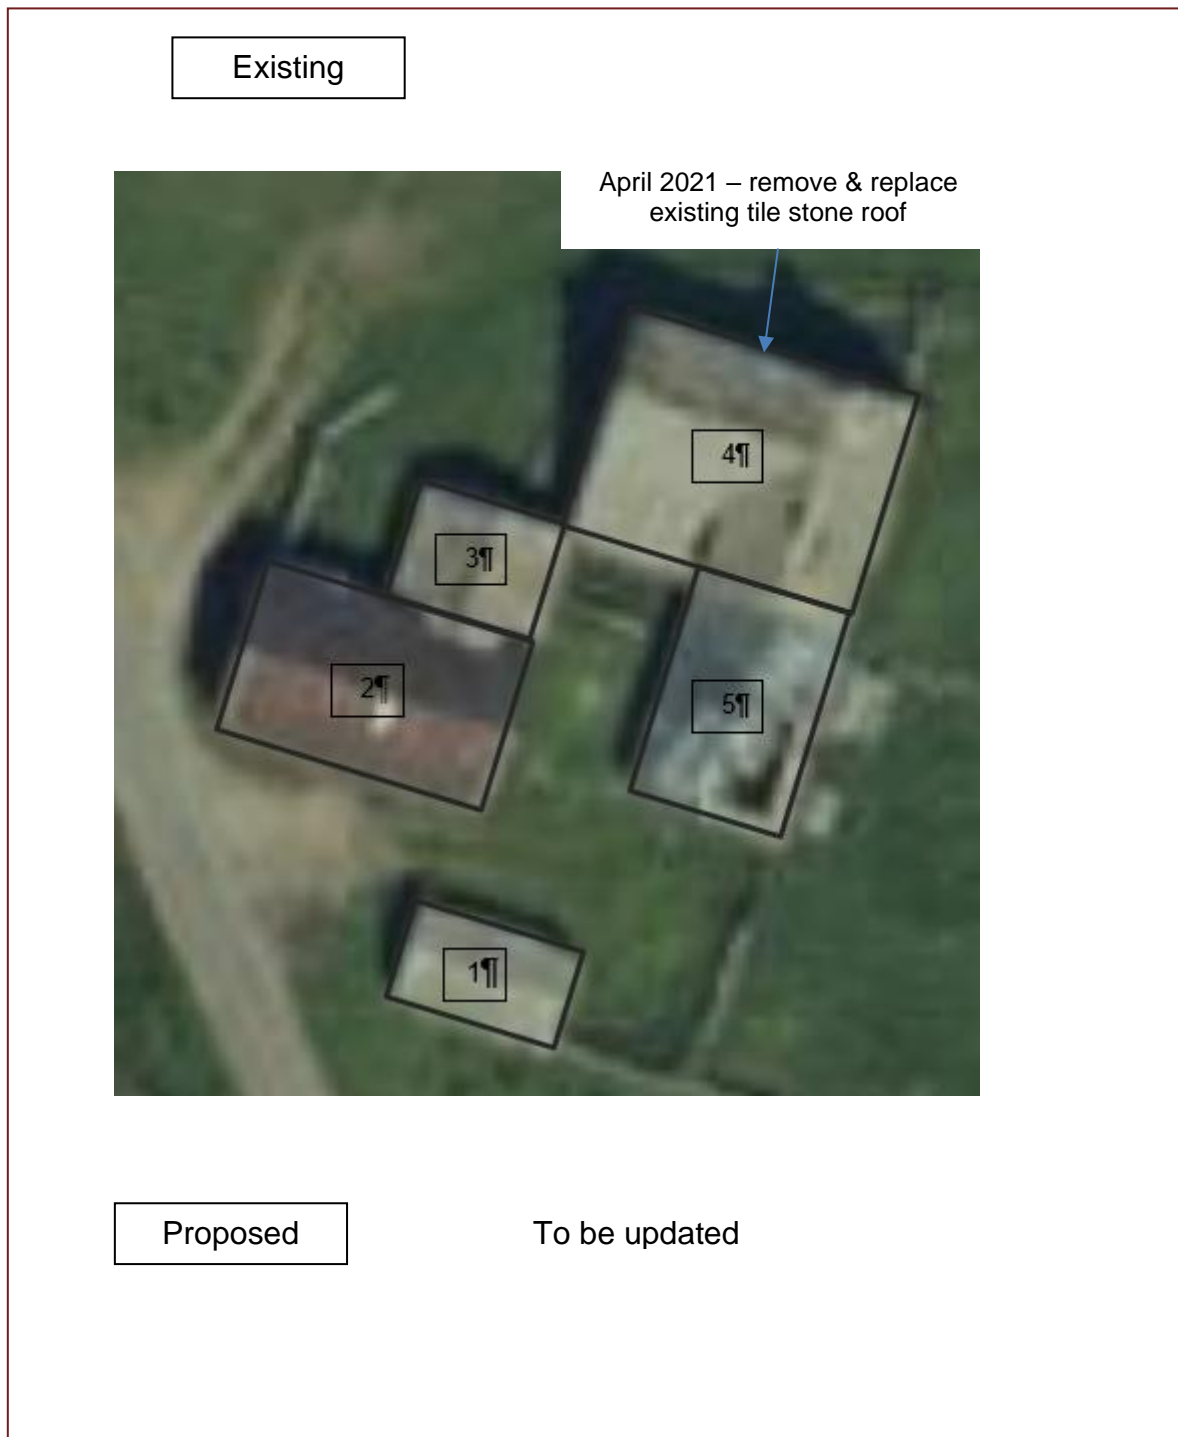 Existing
April 2021 – remove & replace
existing tile stone roof
4¶
3¶
2¶
5¶
1¶
Proposed
To be updated